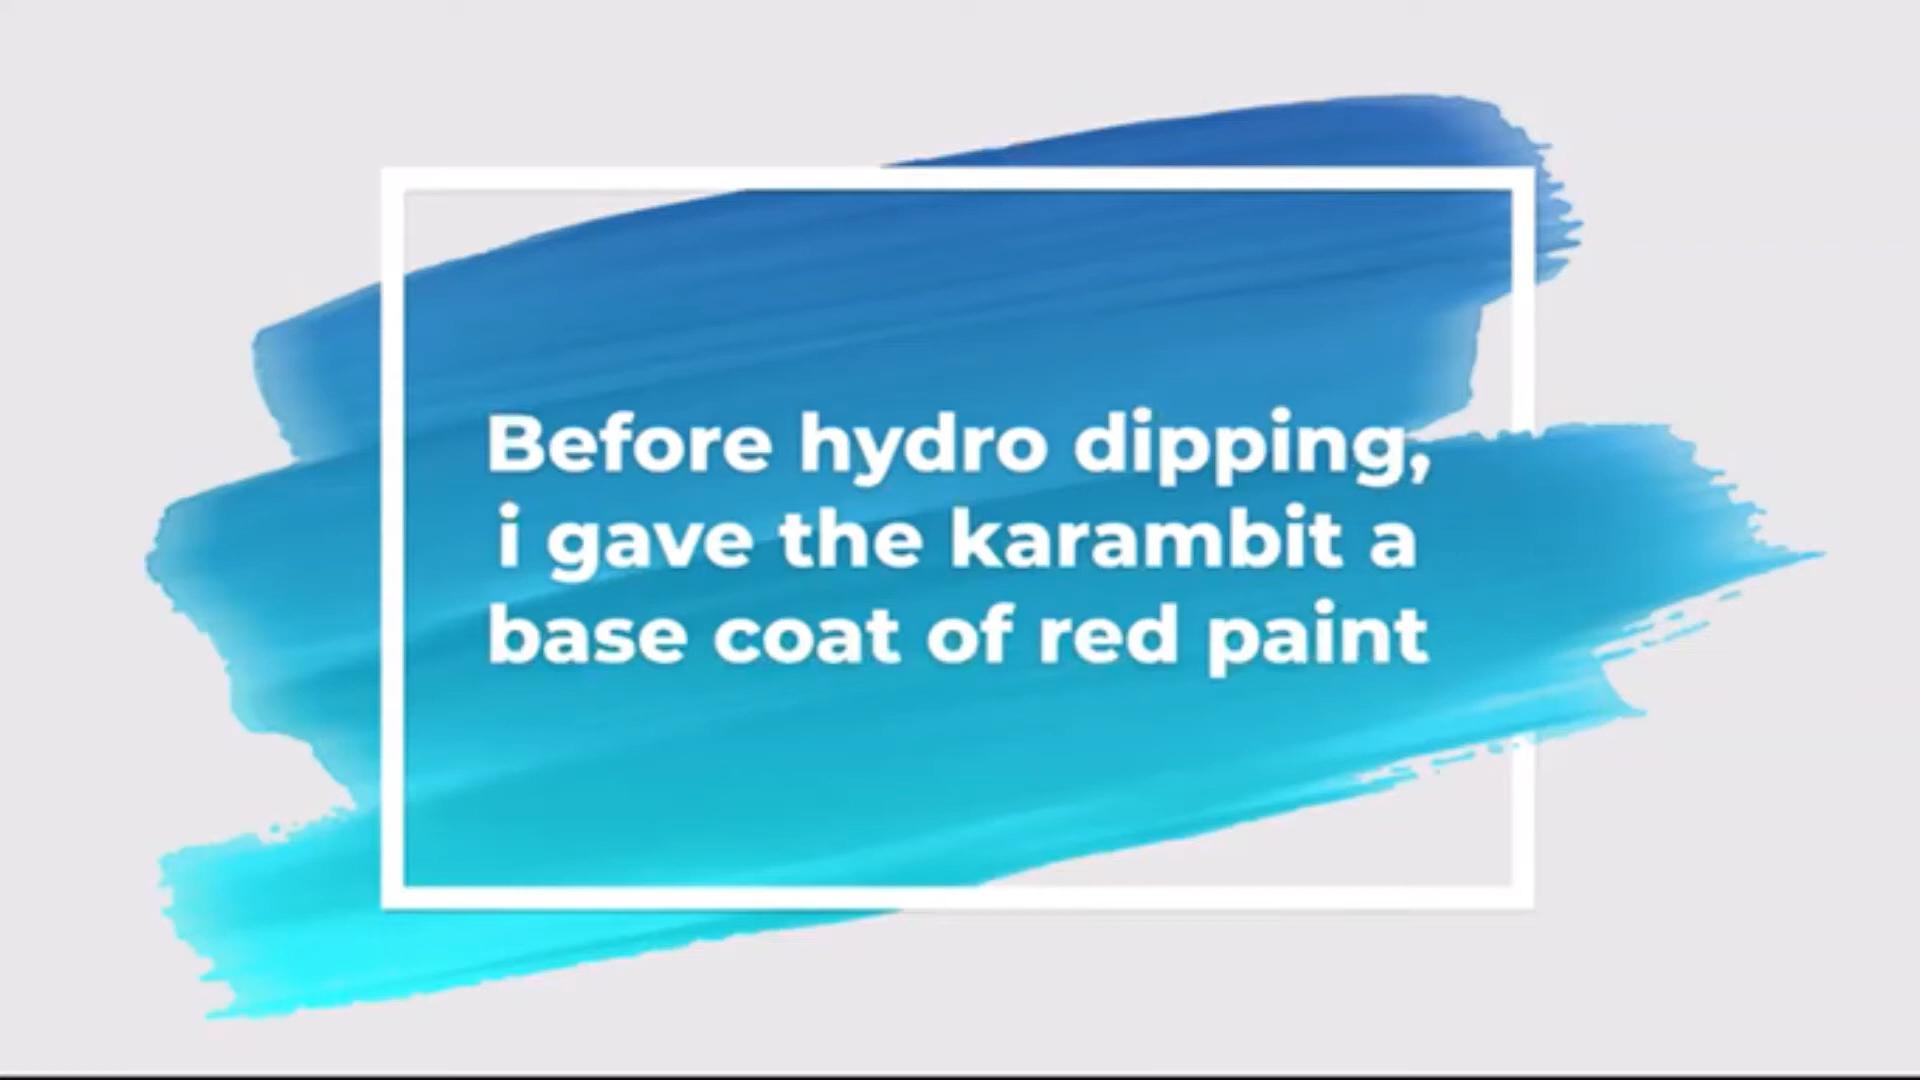 Before hydro dipping,
i gave the karambit a
base coat of red paint